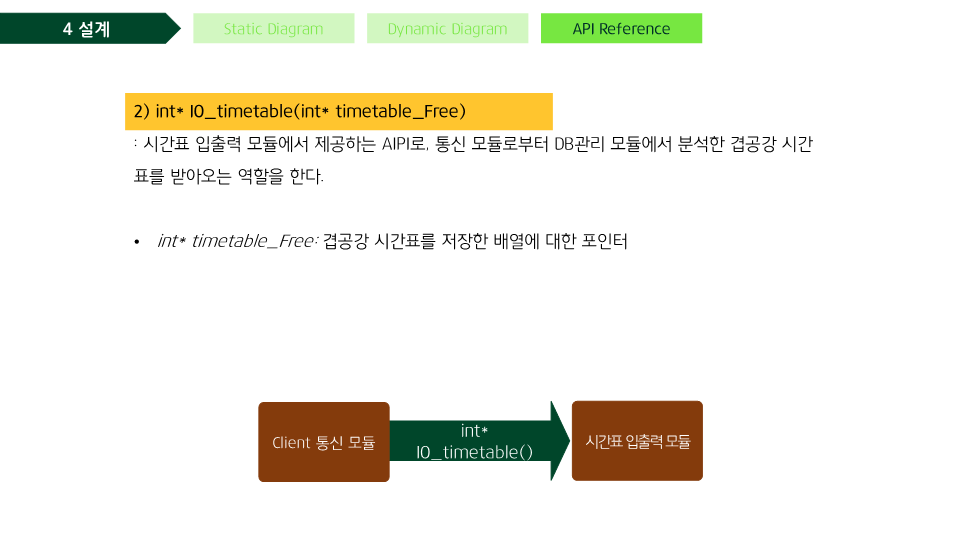 4 설계
Static Diagram
Dynamic Diagram
API Reference
2) int* IO_timetable(int* timetable_Free)
: 시간표 입출력 모듈에서 제공하는 AIPI로, 통신 모듈로부터 DB관리 모듈에서 분석한 겹공강 시간
표를 받아오는 역할을 한다.
• int* timetable_Free: 겹공강 시간표를 저장한 배열에 대한 포인터
Client 통신 모듈
int*
IO_timetable()
시간표 입출력 모듈